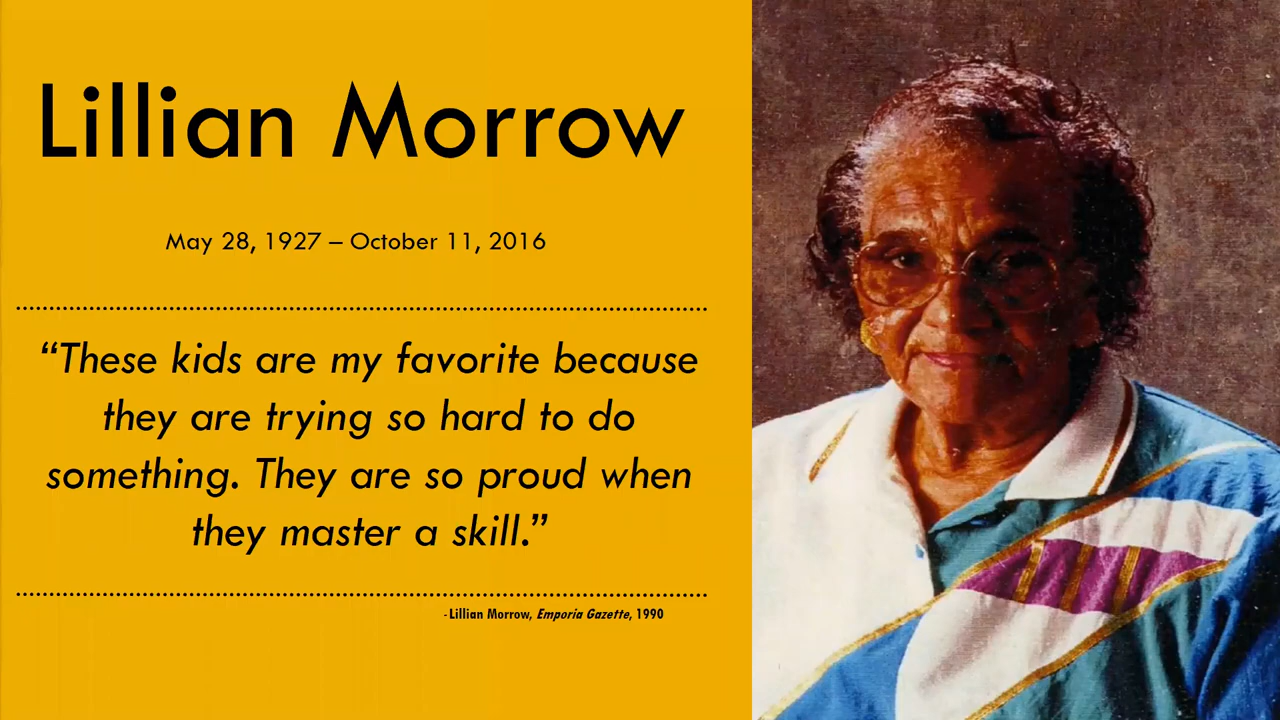 Lillian Morrow
May 28, 1927 – October 11, 2016
“These kids are my favorite because
they are trying so hard to do
something. They are so proud when
they master a skill.”
- Lillian Morrow, Emporia Gazette, 1990